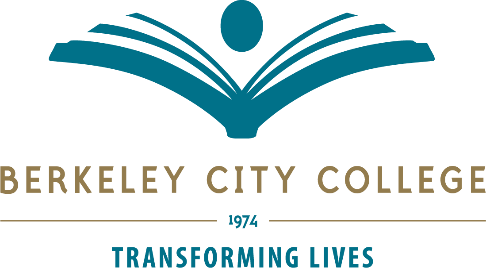 BERKELEY CITY COLLEGE
1974
TRANSFORMING LIVES